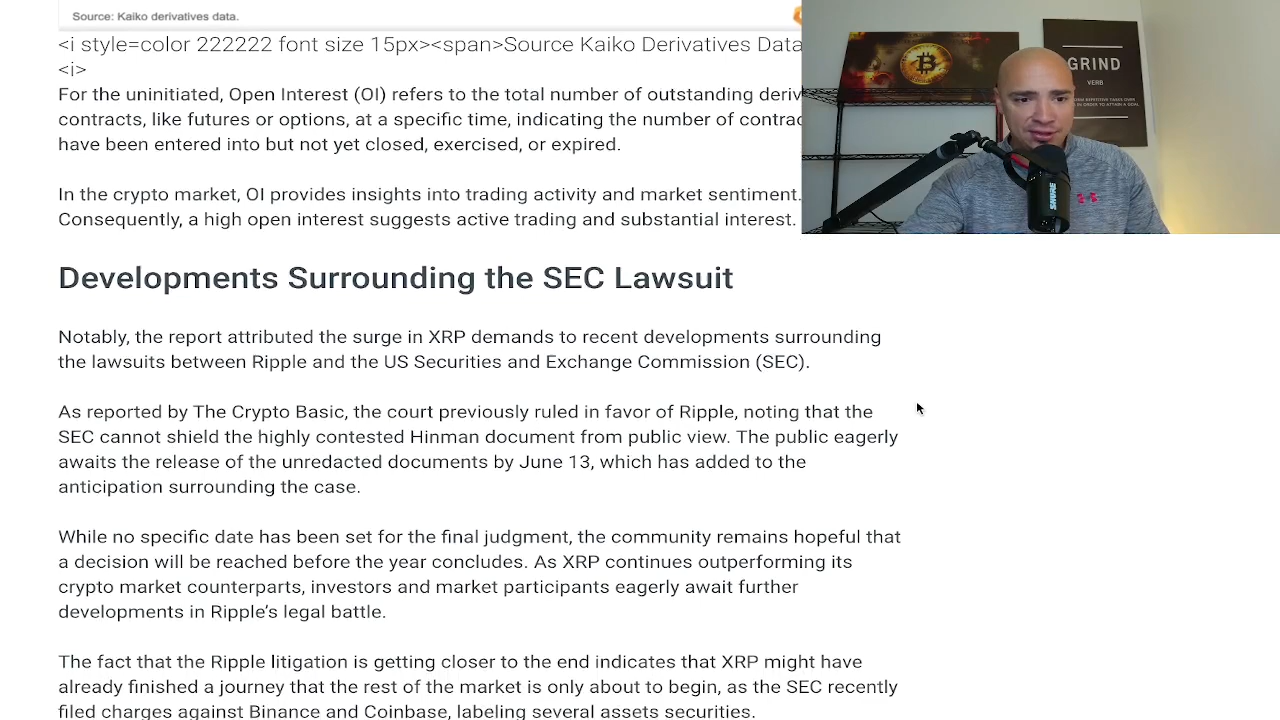 Source: Kaiko derivatives data.
<i style=color 222222 font size 15px><span>Source Kaiko Derivatives Data
<i>
For the uninitiated, Open Interest (OI) refers to the total number of outstanding deriv
contracts, like futures or options, at a specific time, indicating the number of contrac
have been entered into but not yet closed, exercised, or expired.
In the crypto market, OI provides insights into trading activity and market sentiment.
Consequently, a high open interest suggests active trading and substantial interest.
GRIND
VERB
SHURE
Developments Surrounding the SEC Lawsuit
Notably, the report attributed the surge in XRP demands to recent developments surrounding
the lawsuits between Ripple and the US Securities and Exchange Commission (SEC).
As reported by The Crypto Basic, the court previously ruled in favor of Ripple, noting that the
SEC cannot shield the highly contested Hinman document from public view. The public eagerly
awaits the release of the unredacted documents by June 13, which has added to the
anticipation surrounding the case.
While no specific date has been set for the final judgment, the community remains hopeful that
a decision will be reached before the year concludes. As XRP continues outperforming its
crypto market counterparts, investors and market participants eagerly await further
developments in Ripple’s legal battle.
The fact that the Ripple litigation is getting closer to the end indicates that XRP might have
already finished a journey that the rest of the market is only about to begin, as the SEC recently
filed charges against Binance and Coinbase, labeling several assets securities.